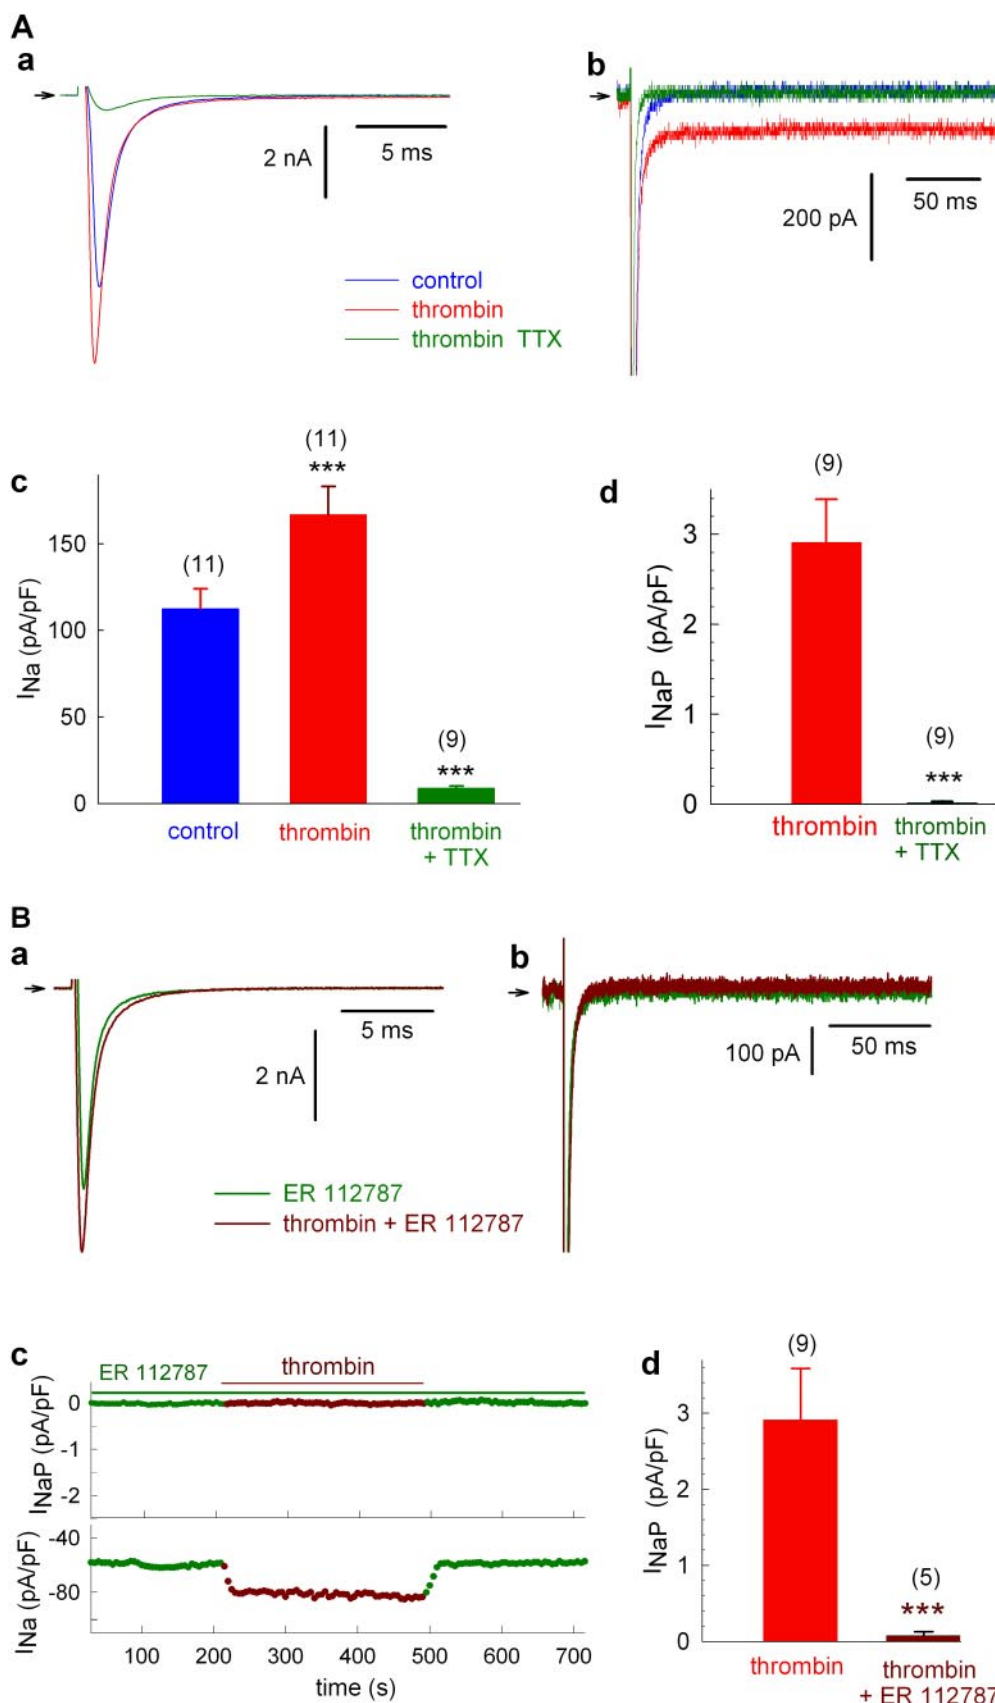 A
a
b
2 nA
5 ms
200 pA
50 ms
control
thrombin
thrombin TTX
c
(11)
(11)
***
(9)
***
INa (pA/pF)
150
100
50
0
control
thrombin
thrombin
+ TTX
d
(9)
(9)
***
INaP (pA/pF)
3
2
1
0
thrombin
thrombin
+ TTX
B
a
b
5 ms
2 nA
100 pA
50 ms
ER 112787
thrombin + ER 112787
c
ER 112787
thrombin
INaP (pA/pF)
0
-1
-2
INa (pA/pF)
-40
-80
100 200 300 400 500 600 700
time (s)
d
(9)
(5)
***
INaP (pA/pF)
3
2
1
0
thrombin
thrombin
+ ER 112787